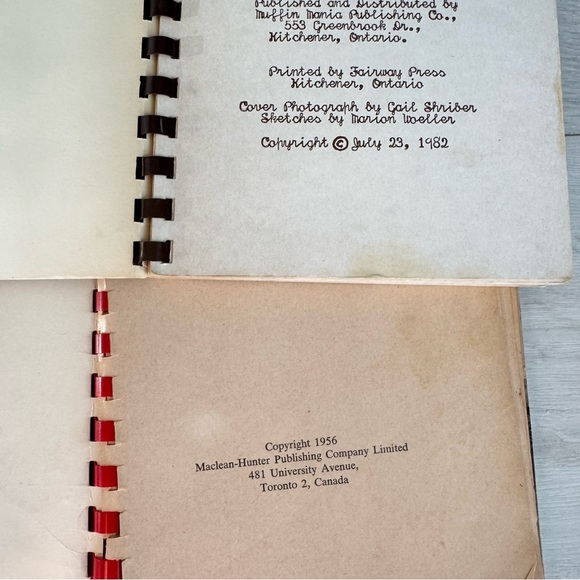 Published and Distributed by
Muffin Mania Publishing Co.,
553 Greenbrook Dr.,
Kitchener, Ontario.
Printed by Fairway Press
Kitchener, Ontario
Cover Photograph by Gail Shriber
Sketches by Marion Weller
Copyright © July 23, 1982
Copyright 1956
Maclean-Hunter Publishing Company Limited
481 University Avenue,
Toronto 2, Canada